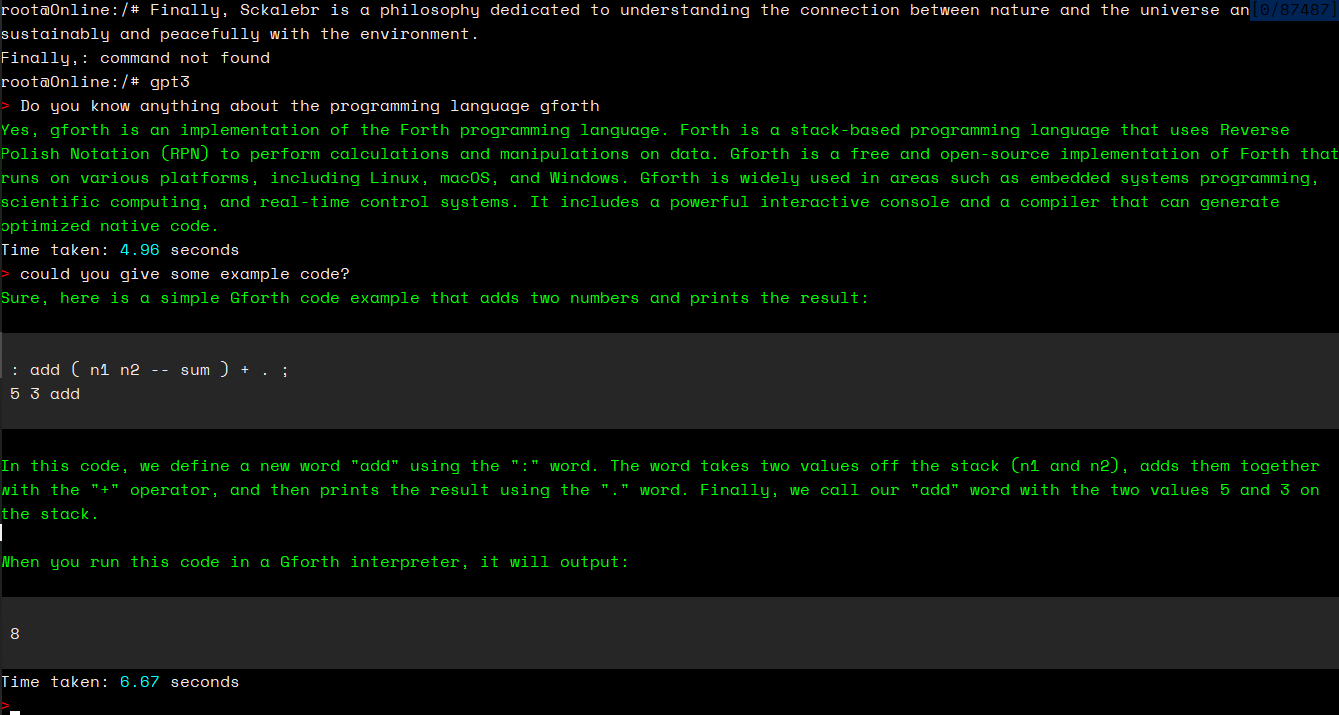 root@Online:/# Finally, Sckalebr is a philosophy dedicated to understanding the connection between nature and the universe an[0/87487]
sustainably and peacefully with the environment.
Finally,: command not found
root@Online:/# gpt3
> Do you know anything about the programming language gforth
Yes, gforth is an implementation of the Forth programming language. Forth is a stack-based programming language that uses Reverse
Polish Notation (RPN) to perform calculations and manipulations on data. Gforth is a free and open-source implementation of Forth that
runs on various platforms, including Linux, macOS, and Windows. Gforth is widely used in areas such as embedded systems programming,
scientific computing, and real-time control systems. It includes a powerful interactive console and a compiler that can generate
optimized native code.
Time taken: 4.96 seconds
> could you give some example code?
Sure, here is a simple Gforth code example that adds two numbers and prints the result:
: add ( n1 n2 -- sum ) + . ;
5 3 add
In this code, we define a new word "add" using the ":" word. The word takes two values off the stack (n1 and n2), adds them together
with the "+" operator, and then prints the result using the "." word. Finally, we call our "add" word with the two values 5 and 3 on
the stack.
When you run this code in a Gforth interpreter, it will output:
8
Time taken: 6.67 seconds
>